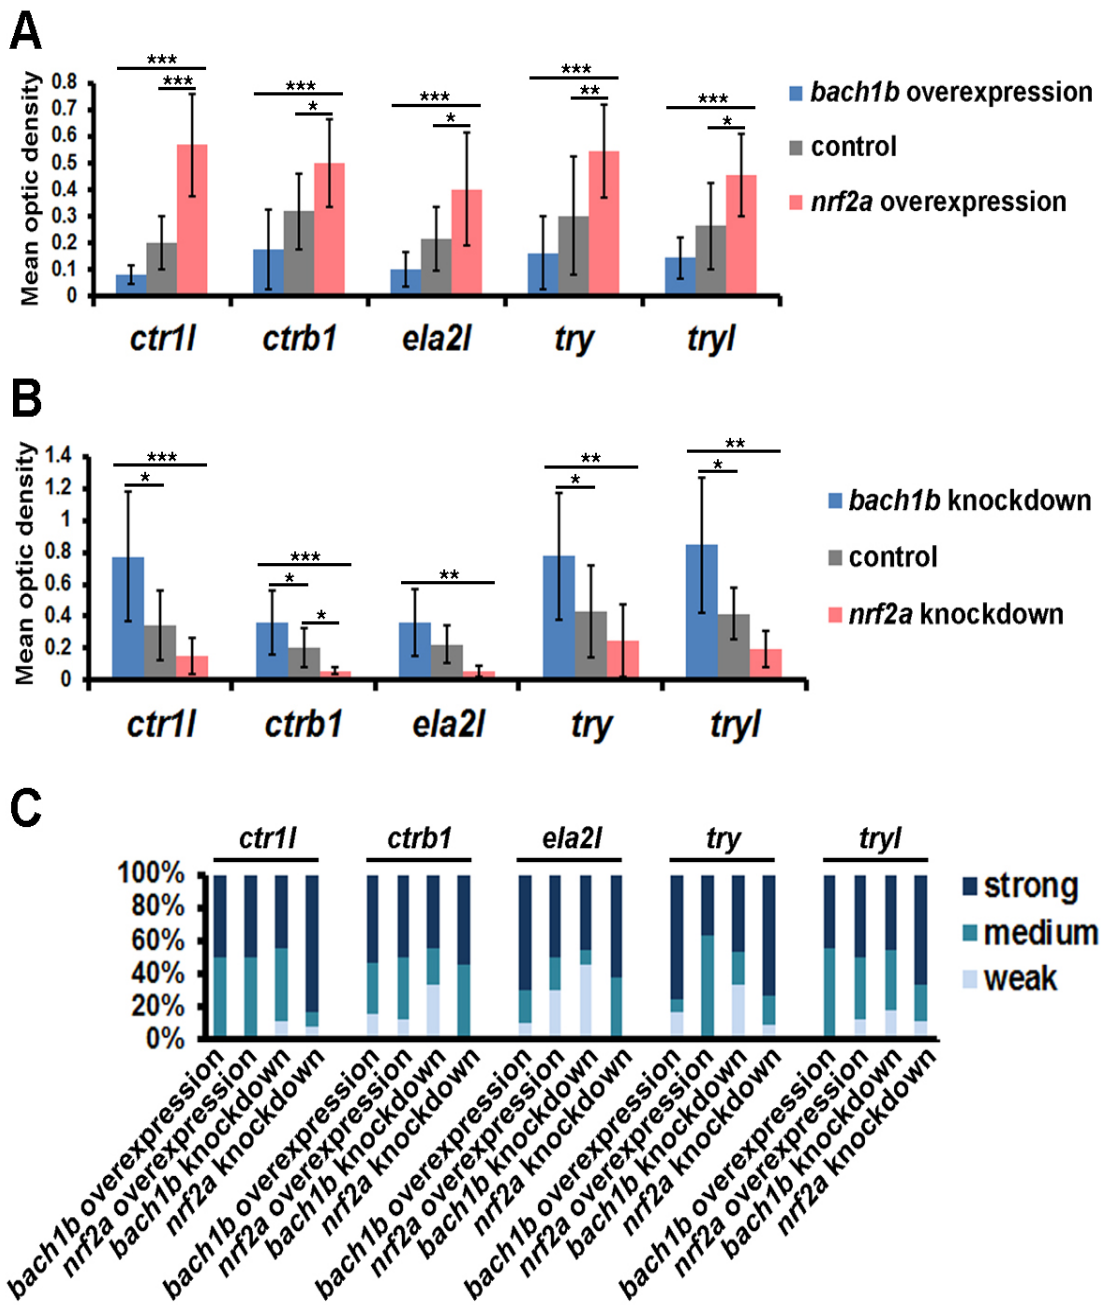 A
Mean optic density
0.8
0.7
0.6
0.5
0.4
0.3
0.2
0.1
0
*** ***
*** *
*** *
*** **
*** *
ctr1l ctrb1 ela2l try tryl
bach1b overexpression
control
nrf2a overexpression
B
Mean optic density
1.4
1.2
1
0.8
0.6
0.4
0.2
0
*** *
*** * *
**
** *
** *
ctr1l ctrb1 ela2l try tryl
bach1b knockdown
control
nrf2a knockdown
C
ctr1l ctrb1 ela2l try tryl
100%
80%
60%
40%
20%
0%
strong
medium
weak
bach1b overexpression
nrf2a overexpression
bach1b knockdown
nrf2a knockdown
bach1b overexpression
nrf2a overexpression
bach1b knockdown
nrf2a knockdown
bach1b overexpression
nrf2a overexpression
bach1b knockdown
nrf2a knockdown
bach1b overexpression
nrf2a overexpression
bach1b knockdown
nrf2a knockdown
bach1b overexpression
nrf2a overexpression
bach1b knockdown
nrf2a knockdown